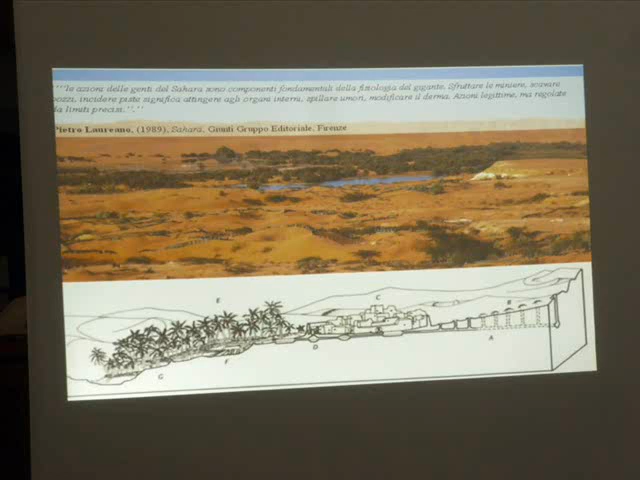 "le azioni delle genti del Sahara sono componenti fondamentali della fisiologia del gigante. Sfruttare le miniere, scavare
pozzi, incidere piste significa attingere agli organi interni, spillare umori, modificare il derma. Azioni legittime, ma regolate
da limiti precisi."
Pietro Laureano, (1989), Sahara, Giunti Gruppo Editoriale, Firenze
E
C
B
A
D
F
G